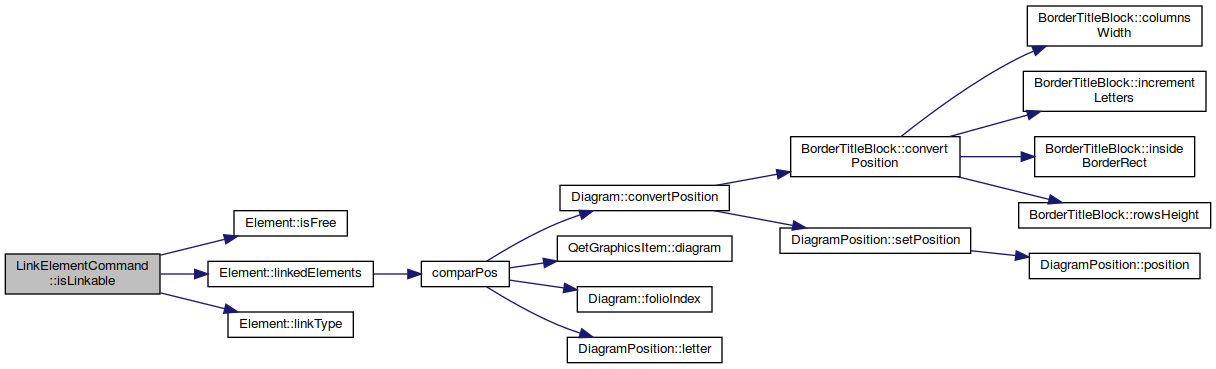 LinkElementCommand
::isLinkable
Element::isFree
Element::linkedElements
Element::linkType
comparPos
Diagram::convertPosition
QetGraphicsItem::diagram
Diagram::folioIndex
DiagramPosition::letter
BorderTitleBlock::convert
Position
DiagramPosition::setPosition
BorderTitleBlock::columns
Width
BorderTitleBlock::increment
Letters
BorderTitleBlock::inside
BorderRect
BorderTitleBlock::rowsHeight
DiagramPosition::position